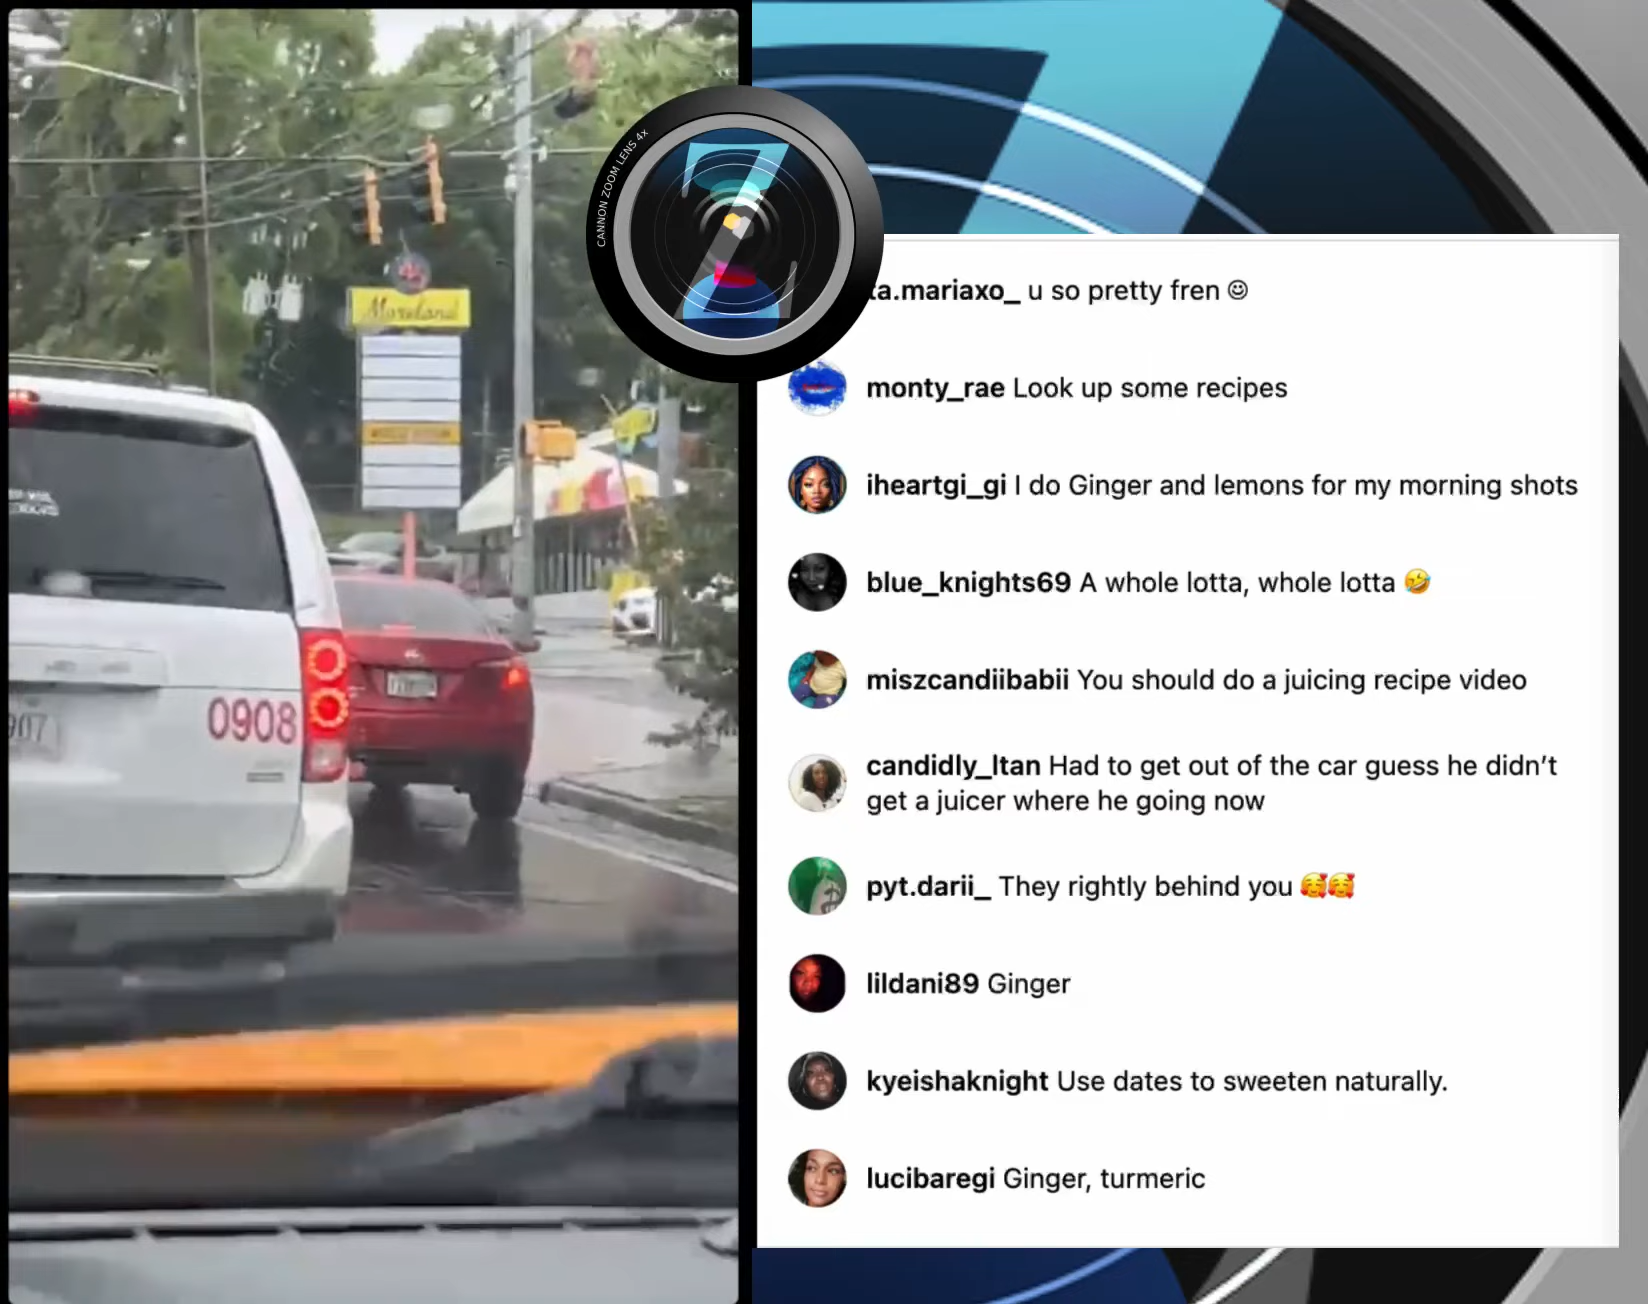 CANNON ZOOM LENS 4x
Moreland
0908
907
ta.mariaxo_ u so pretty fren ☺
monty_rae Look up some recipes
iheartgi_gi I do Ginger and lemons for my morning shots
blue_knights69 A whole lotta, whole lotta 🤣
miszcandiibabii You should do a juicing recipe video
candidly_ltan Had to get out of the car guess he didn’t
get a juicer where he going now
pyt.darii_ They rightly behind you 🥰🥰
lildani89 Ginger
kyeishaknight Use dates to sweeten naturally.
lucibaregi Ginger, turmeric